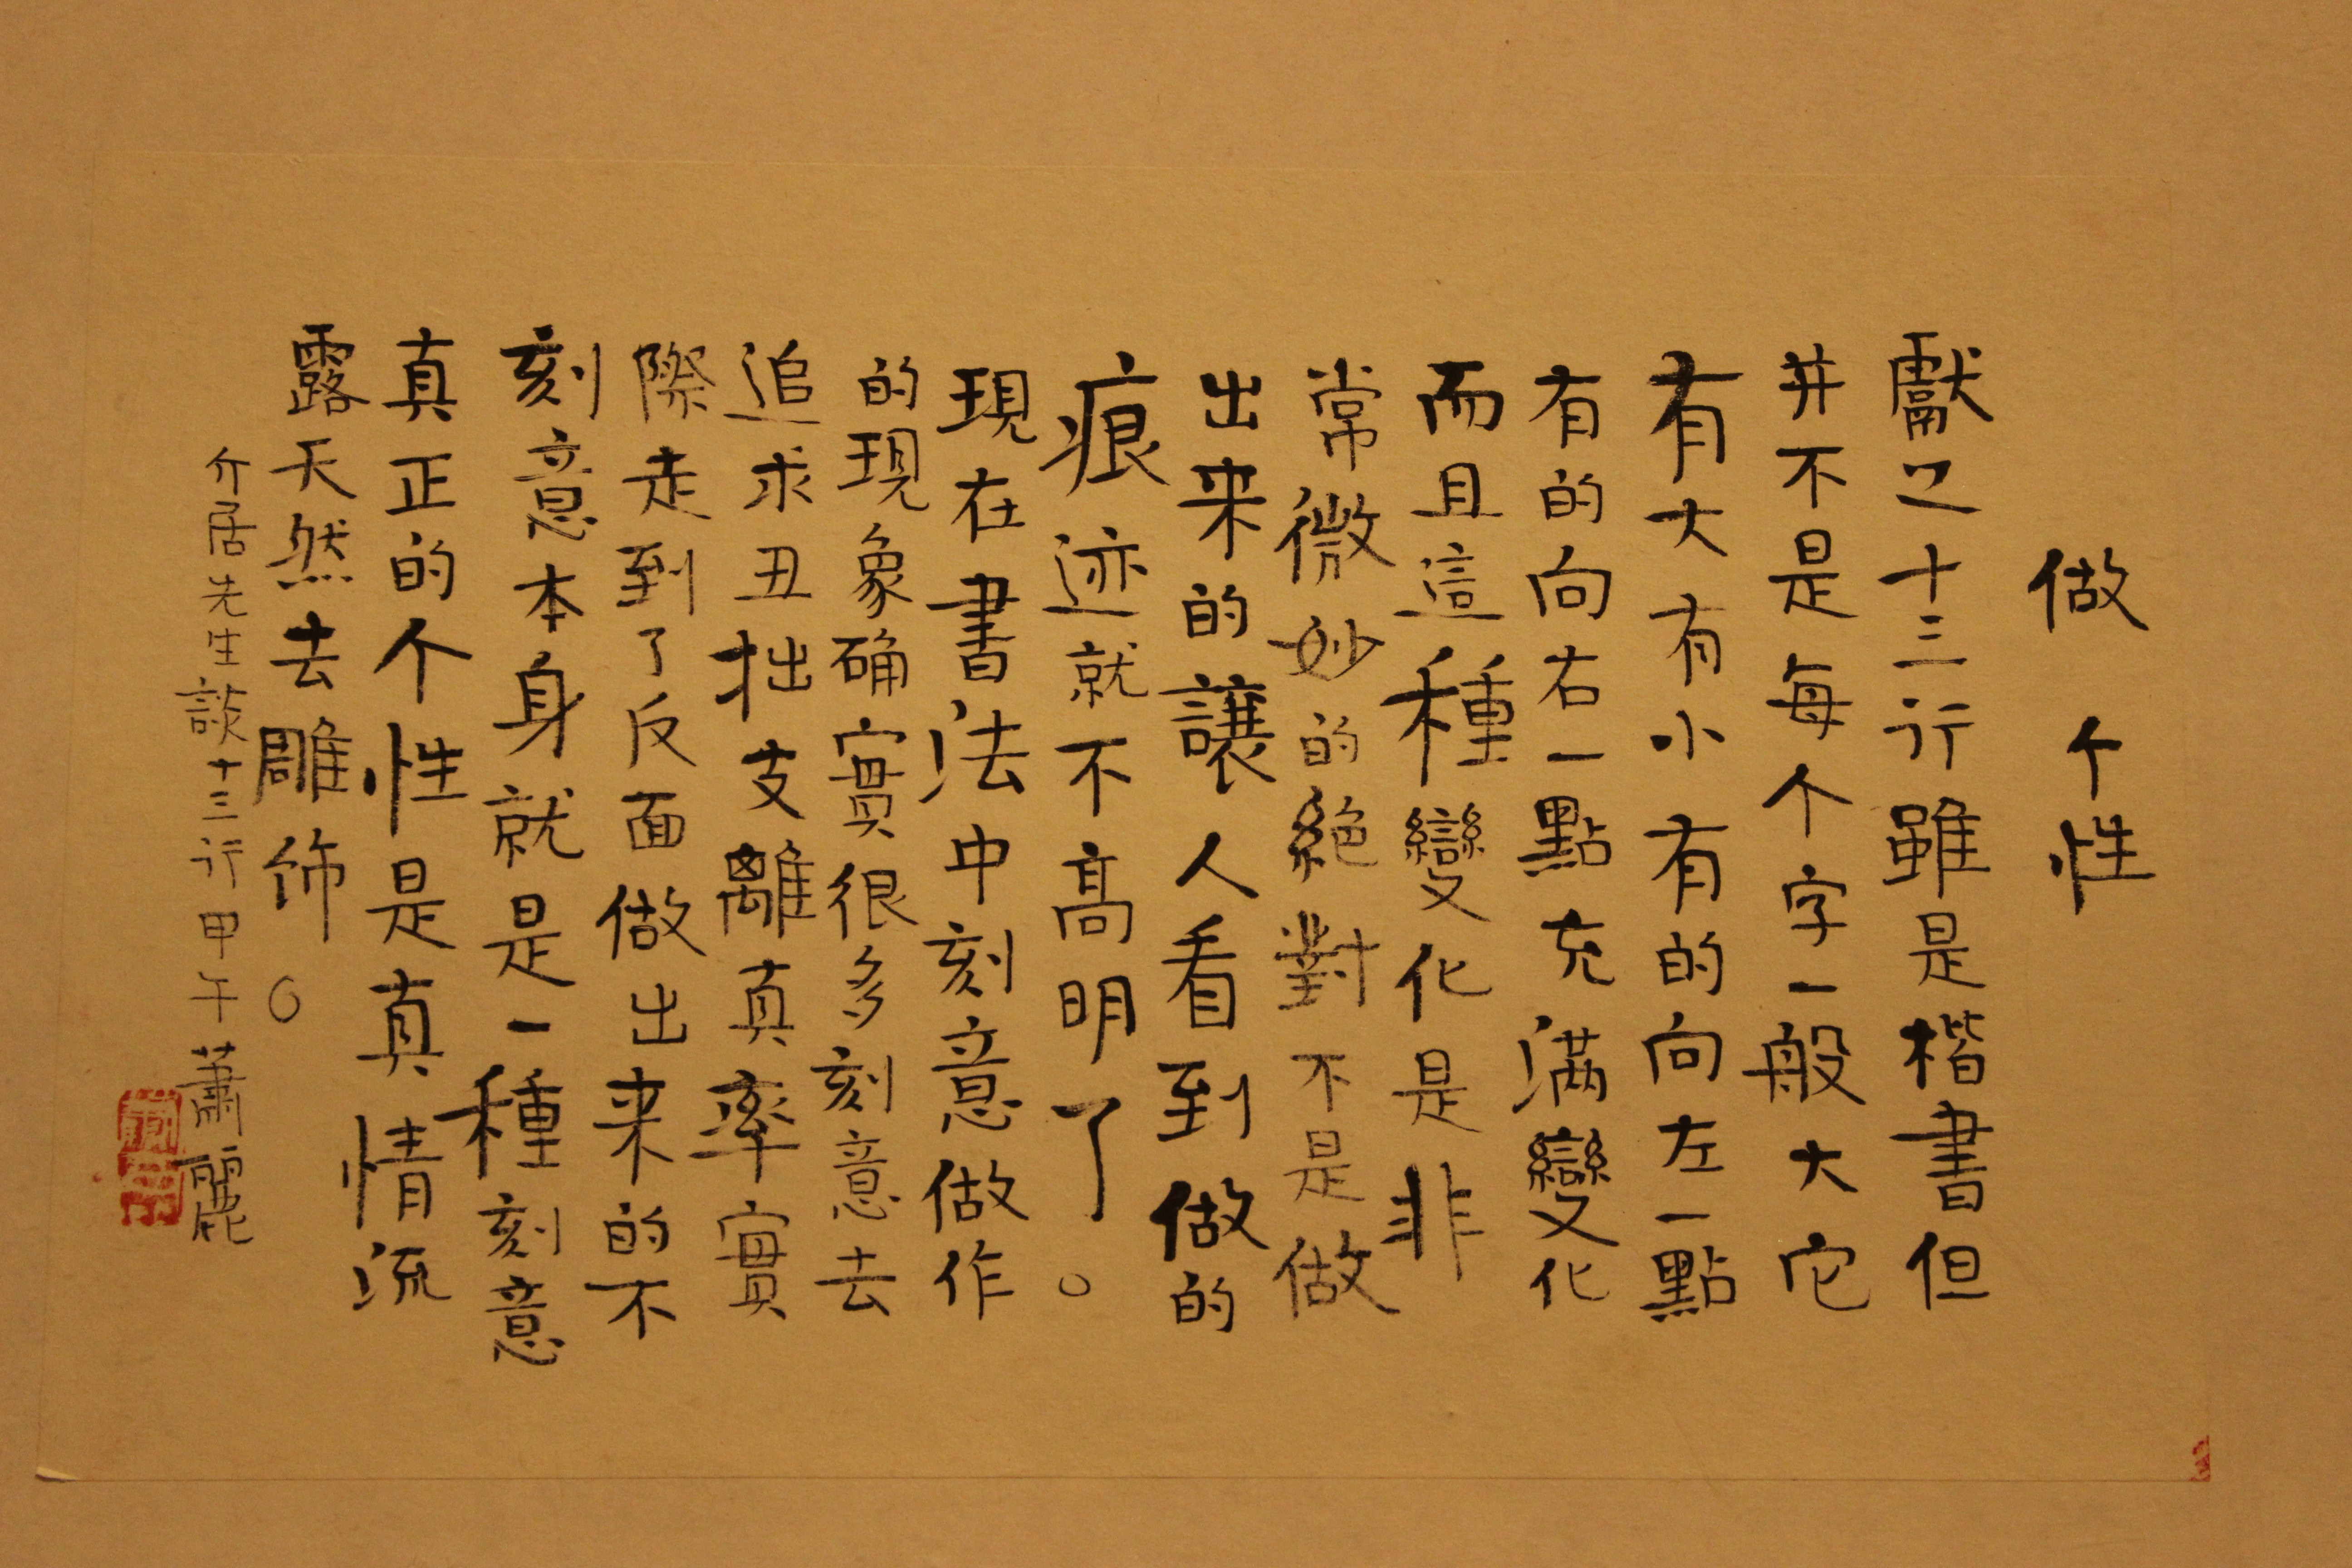 做个性
獻之十三行雖是楷書但
并不是每个字一般大它
有大有小有的向左一點
有的向右一點充滿變化
而且這種變化是非
常微妙的絕對不是做
出来的讓人看到做的
痕迹就不高明了。
現在書法中刻意做作
的現象确實很多刻意去
追求丑拙支離真率實
際走到了反面做出来的不
刻意本身就是一種刻意
真正的个性是真情流
露天然去雕饰。
介居先生談十三行甲午蕭麗